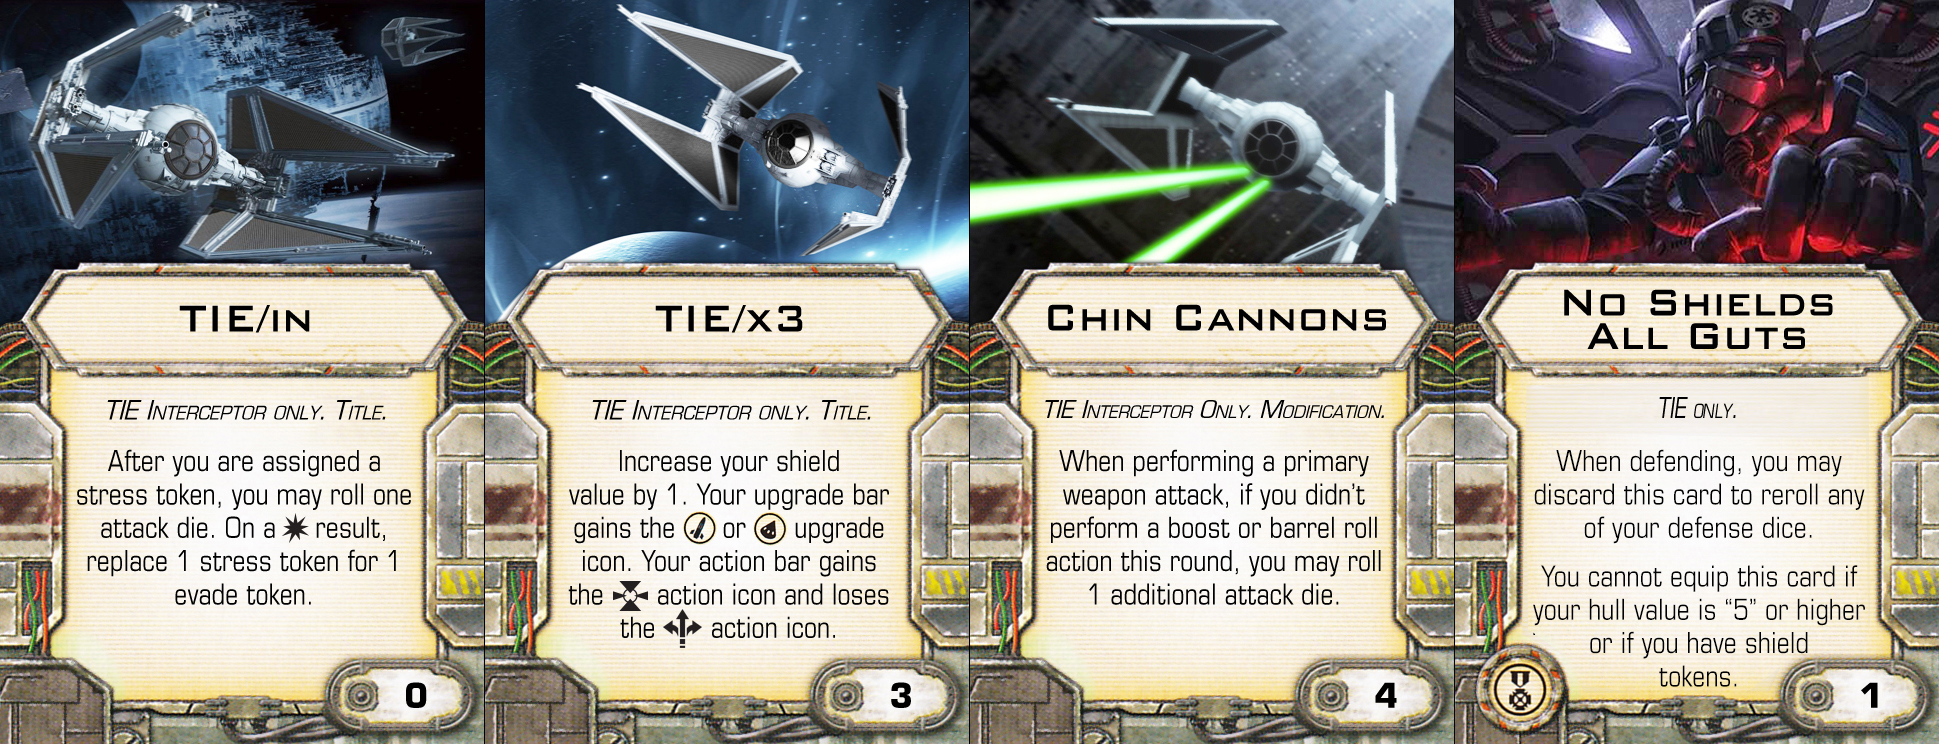 TIE/IN
TIE INTERCEPTOR ONLY. TITLE.
After you are assigned a
stress token, you may roll one
attack die. On a result,
replace 1 stress token for 1
evade token.
0
TIE/X3
TIE INTERCEPTOR ONLY. TITLE.
Increase your shield
value by 1. Your upgrade bar
gains the or upgrade
icon. Your action bar gains
the action icon and loses
the action icon.
3
CHIN CANNONS
TIE INTERCEPTOR ONLY. MODIFICATION.
When performing a primary
weapon attack, if you didn't
perform a boost or barrel roll
action this round, you may roll
1 additional attack die.
4
NO SHIELDS
ALL GUTS
TIE ONLY.
When defending, you may
discard this card to reroll any
of your defense dice.
You cannot equip this card if
your hull value is “5” or higher
or if you have shield
tokens.
1